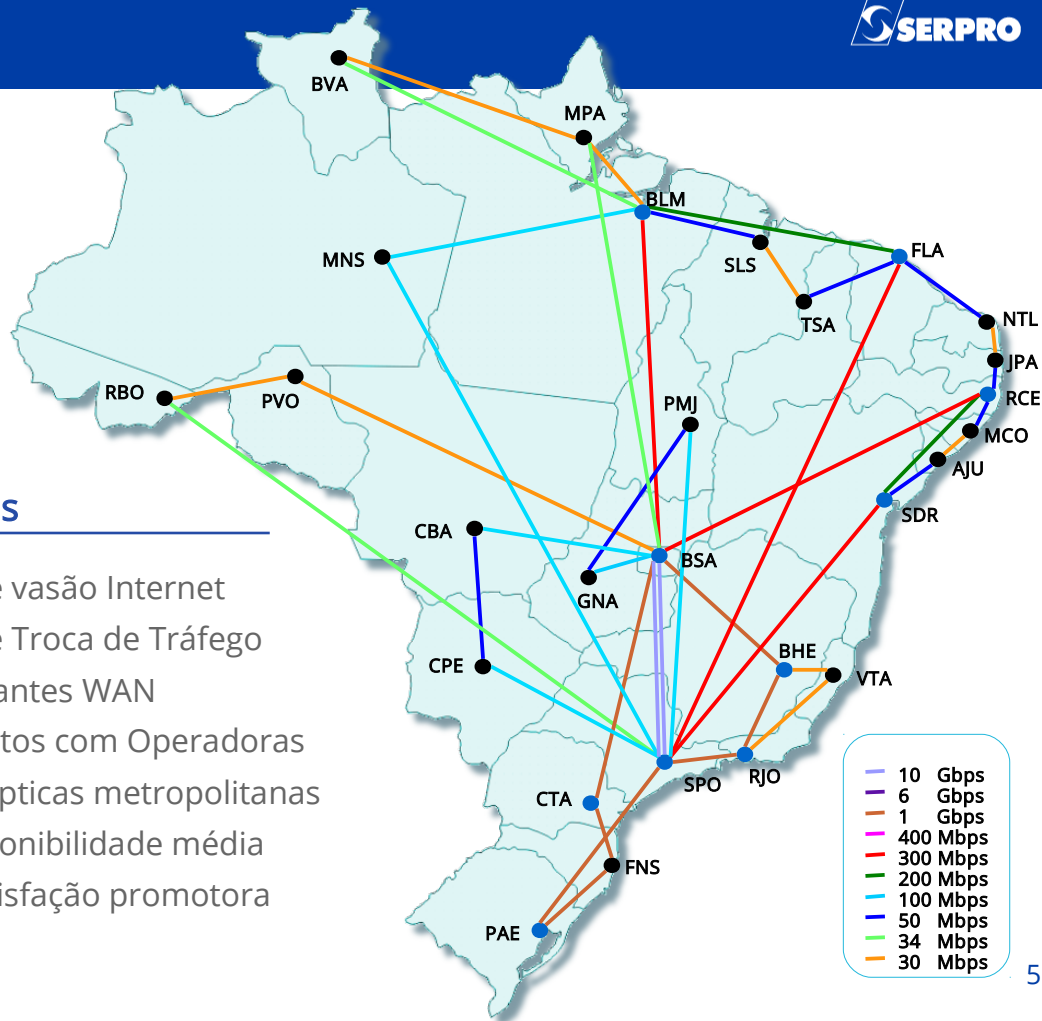 SERPRO
BVA
MPA
BLM
MNS
SLS
FLA
TSA
NTL
JPA
RBO
PVO
PMJ
RCE
MCO
AJU
s
SDR
CBA
BSA
e vasão Internet
GNA
e Troca de Tráfego
BHE
CPE
VTA
antes WAN
tos com Operadoras
SPO
RJO
10 Gbps
6 Gbps
pticas metropolitanas
CTA
1 Gbps
400 Mbps
onibilidade média
300 Mbps
FNS
200 Mbps
isfação promotora
100 Mbps
50 Mbps
PAE
34 Mbps
30 Mbps
5